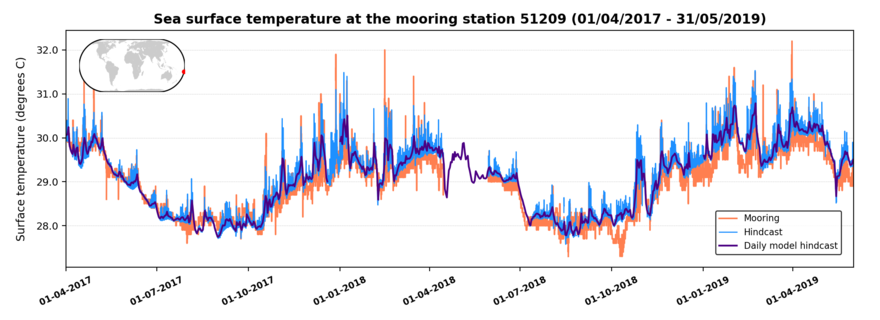 Sea surface temperature at the mooring station 51209 (01/04/2017 - 31/05/2019)
Surface temperature (degrees C)
32.0
31.0
30.0
29.0
28.0
Mooring
Hindcast
Daily model hindcast
01-04-2017
01-07-2017
01-10-2017
01-01-2018
01-04-2018
01-07-2018
01-10-2018
01-01-2019
01-04-2019